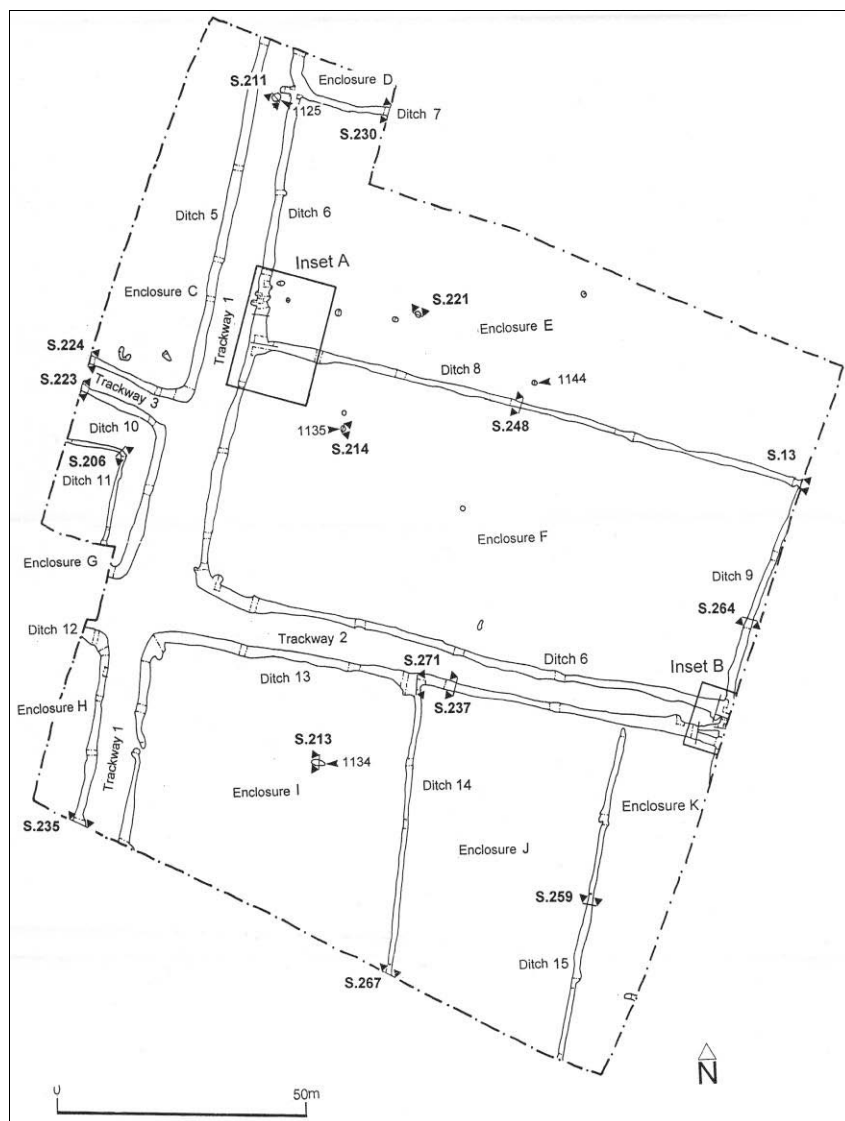 Enclosure D
S.211
1125
Ditch 7
S.230
Ditch 5
Ditch 6
Inset A
Enclosure C
Trackway 1
S.221
Enclosure E
S.224
Trackway 3
S.223
Ditch 8
1144
S.248
Ditch 10
1135
S.214
S.206
S.13
Ditch 11
Enclosure F
Enclosure G
Ditch 9
S.264
Ditch 12
Trackway 2
Ditch 6
Inset B
S.271
Ditch 13
S.237
Enclosure H
S.213
1134
Trackway 1
Enclosure I
Ditch 14
Enclosure K
S.235
Enclosure J
S.259
Ditch 15
S.267
N
0
50m